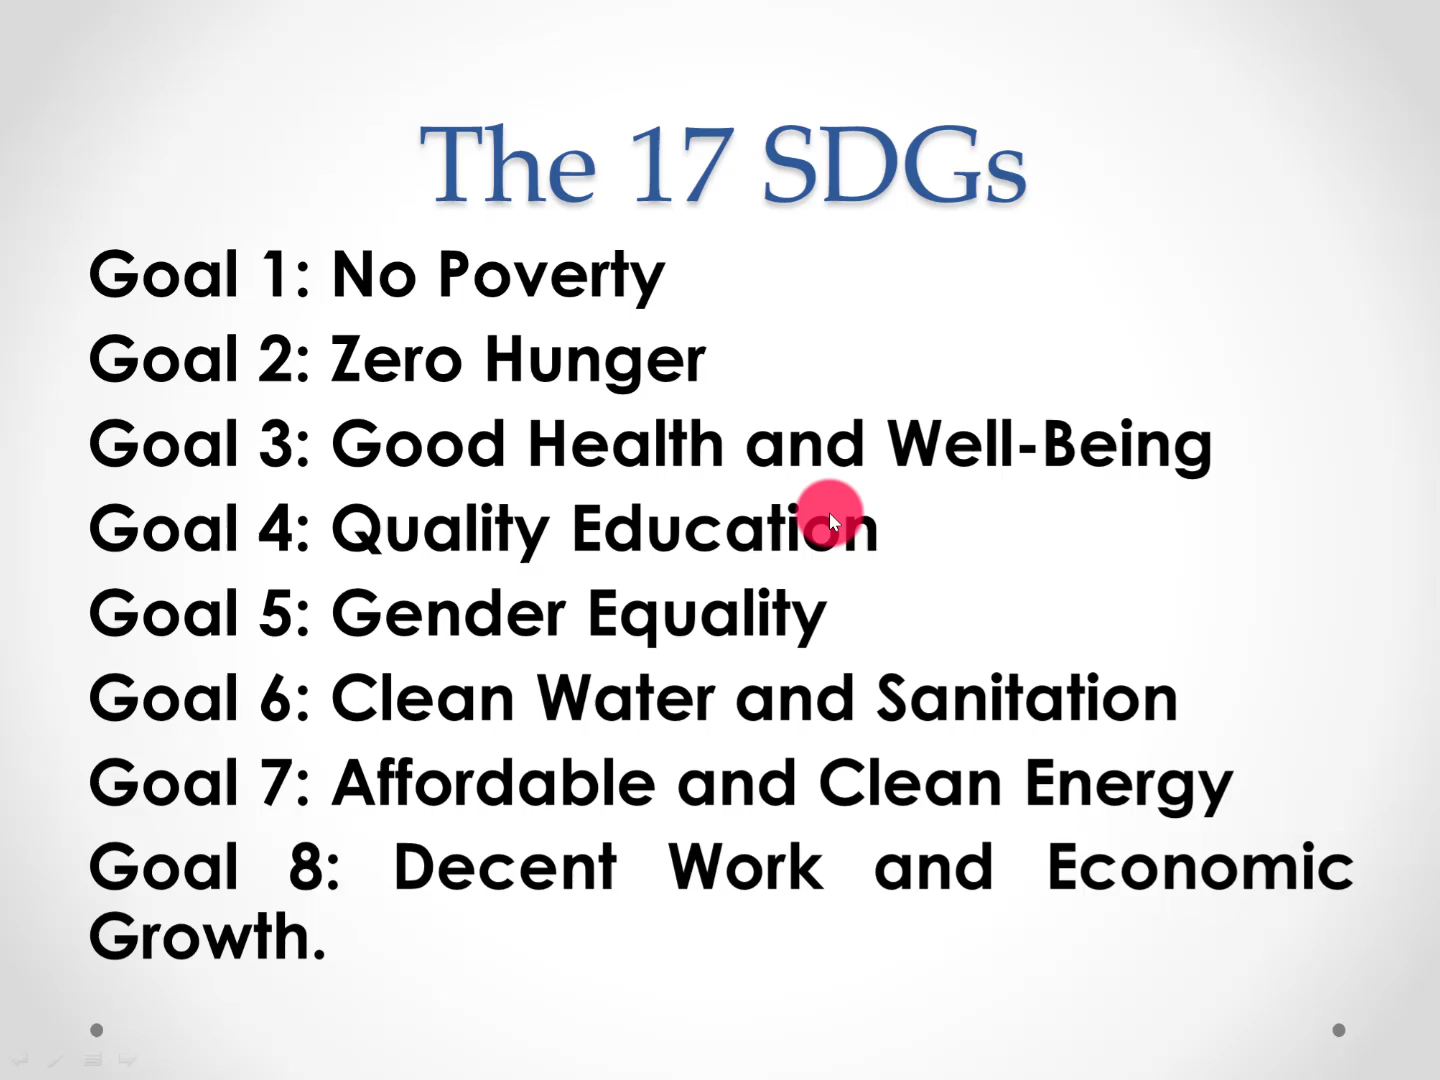 The 17 SDGs
Goal 1: No Poverty
Goal 2: Zero Hunger
Goal 3: Good Health and Well-Being
Goal 4: Quality Education
Goal 5: Gender Equality
Goal 6: Clean Water and Sanitation
Goal 7: Affordable and Clean Energy
Goal 8: Decent Work and Economic
Growth.